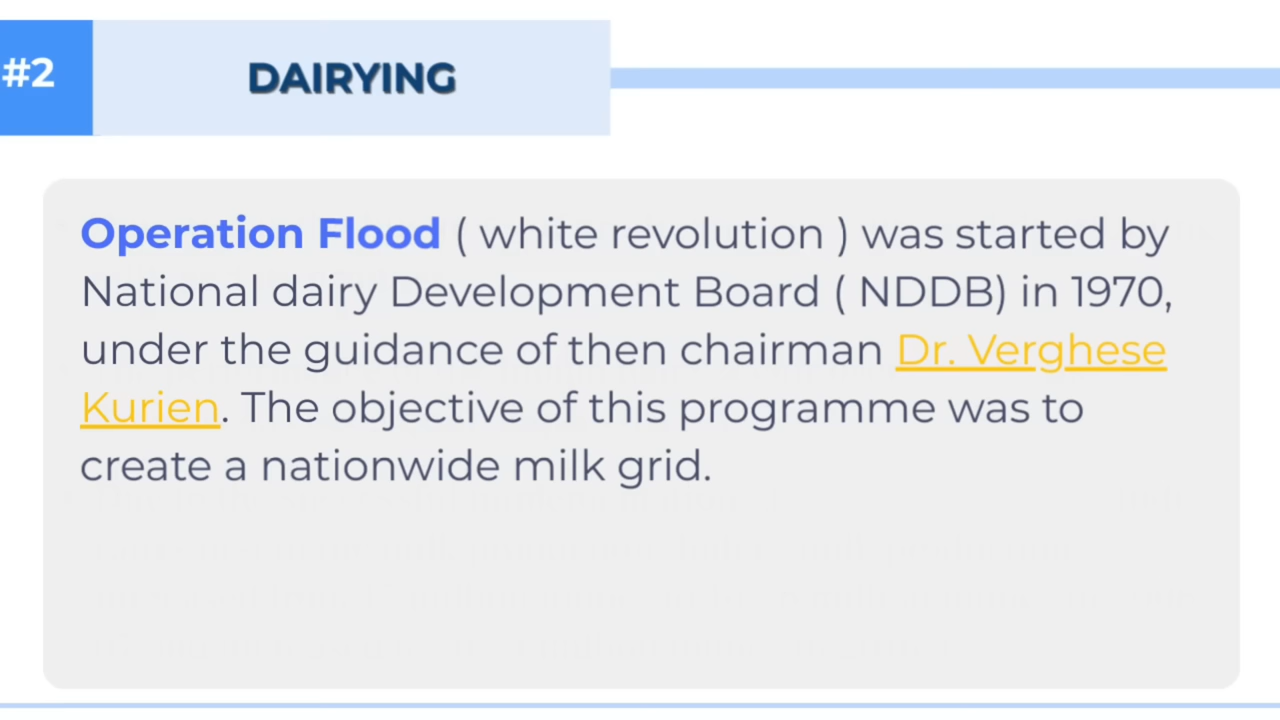 #2
DAIRYING
Operation Flood ( white revolution ) was started by
National dairy Development Board ( NDDB) in 1970,
under the guidance of then chairman Dr. Verghese
Kurien. The objective of this programme was to
create a nationwide milk grid.